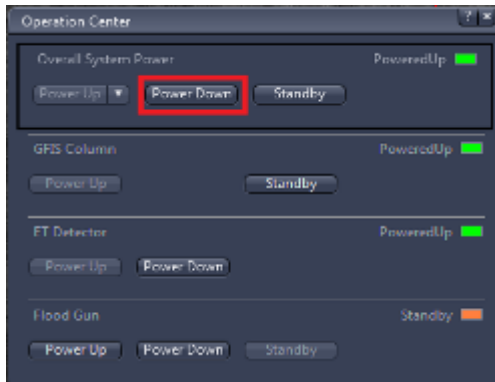 Operation Center ? ×
Overall System Power PoweredUp
Power Up ▼ Power Down Standby
GFIS Column PoweredUp
Power Up Standby
ET Detector PoweredUp
Power Up Power Down
Flood Gun Standby
Power Up Power Down Standby